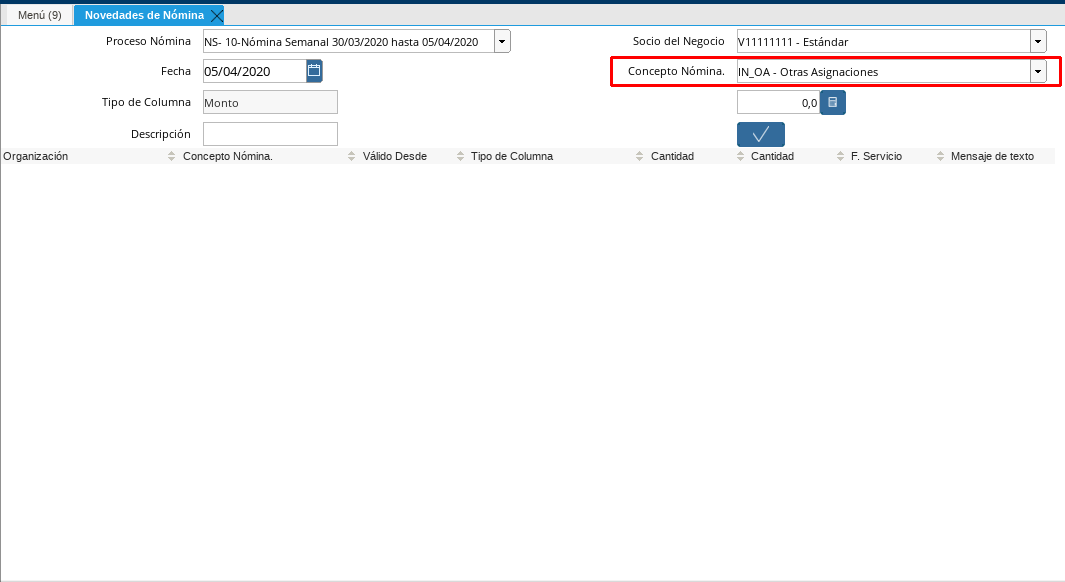 Menú (9) Novedades de Nómina
Proceso Nómina NS- 10-Nómina Semanal 30/03/2020 hasta 05/04/2020 Socio del Negocio V11111111 - Estándar
Fecha 05/04/2020 Concepto Nómina. IN_OA - Otras Asignaciones
Tipo de Columna Monto 0,0
Descripción
Organización Concepto Nómina. Válido Desde Tipo de Columna Cantidad Cantidad F. Servicio Mensaje de texto